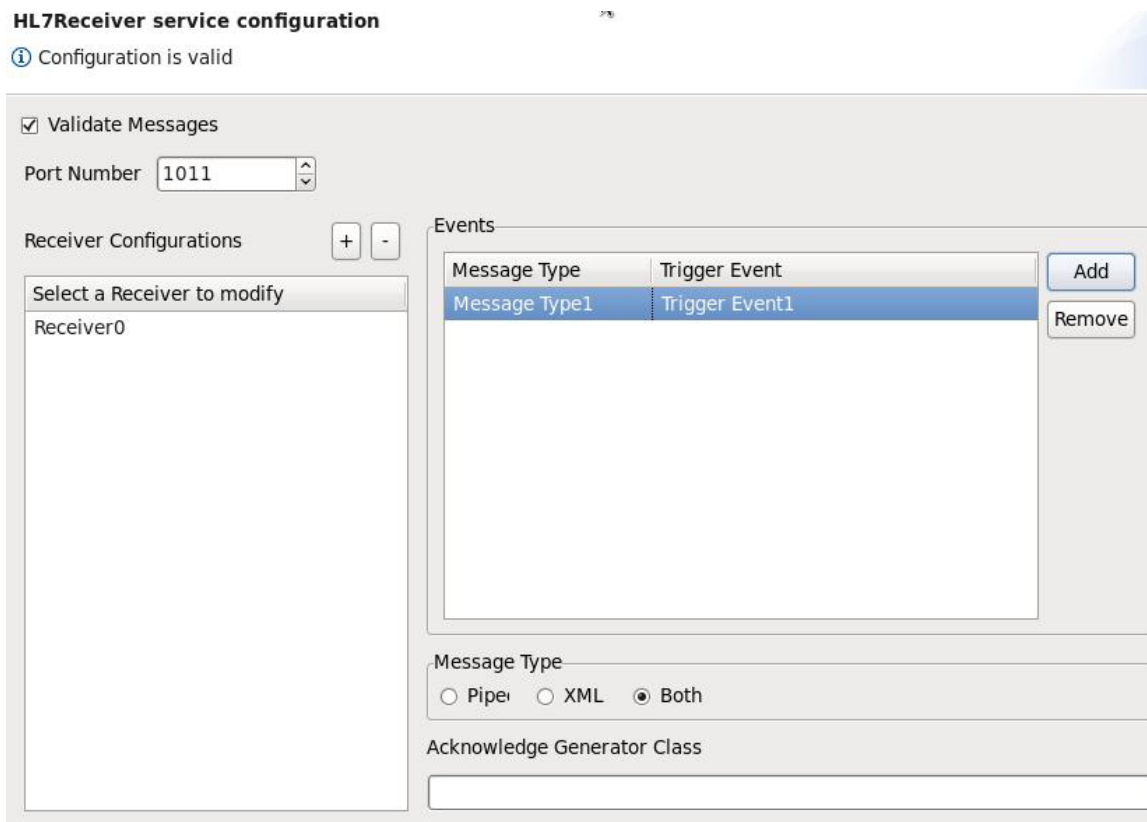 HL7Receiver service configuration
Configuration is valid
Validate Messages
Port Number 1011
Receiver Configurations + -
Select a Receiver to modify
Receiver0
Events
Message Type Trigger Event
Message Type1 Trigger Event1
Add
Remove
Message Type
XML Both
Acknowledge Generator Class